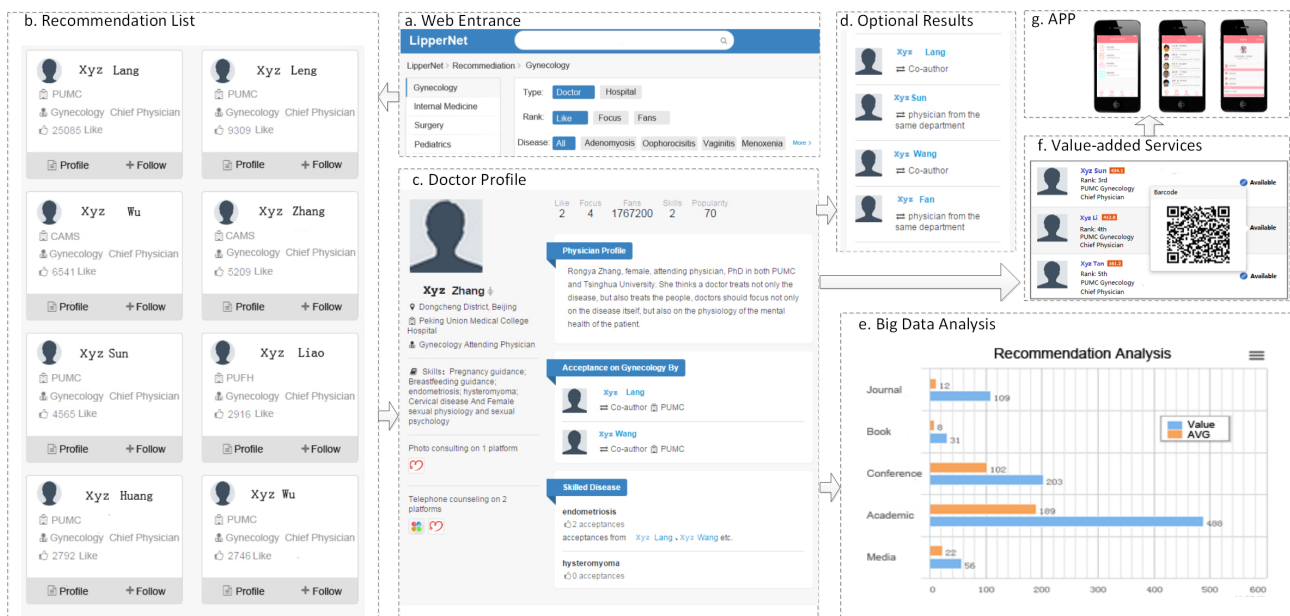 b. Recommendation List
Xyz Lang
PUMC
Gynecology Chief Physician
25085 Like
Profile
+ Follow
Xyz Leng
PUMC
Gynecology Chief Physician
9309 Like
Profile
+ Follow
Xyz Wu
CAMS
Gynecology Chief Physician
6541 Like
Profile
+ Follow
Xyz Zhang
CAMS
Gynecology Chief Physician
5209 Like
Profile
+ Follow
Xyz Sun
PUMC
Gynecology Chief Physician
4565 Like
Profile
+ Follow
Xyz Liao
PUFH
Gynecology Chief Physician
2916 Like
Profile
+ Follow
Xyz Huang
PUMC
Gynecology Chief Physician
2792 Like
Profile
+ Follow
Xyz Wu
PUMC
Gynecology Chief Physician
2746 Like
Profile
+ Follow
a. Web Entrance
LipperNet
LipperNet > Recommediation > Gynecology
Gynecology
Internal Medicine
Surgery
Pediatrics
Type: Doctor Hospital
Rank: Like Focus Fans
Disease: All Adenomyosis Oophorocisitis Vaginitis Menoxenia More >
c. Doctor Profile
Xyz Zhang
Dongcheng District, Beijing
Peking Union Medical College
Hospital
Gynecology Attending Physician
Skills: Pregnancy guidance;
Breastfeeding guidance;
endometriosis; hysteromyoma;
Cervical disease And Female
sexual physiology and sexual
psychology
Photo consulting on 1 platform
Telephone counseling on 2
platforms
Like Focus Fans Skills Popularity
2 4 1767200 2 70
Physician Profile
Rongya Zhang, female, attending physician, PhD in both PUMC
and Tsinghua University. She thinks a doctor treats not only the
disease, but also treats the people, doctors should focus not only
on the disease itself, but also on the physiology of the mental
health of the patient.
Acceptance on Gynecology By
Xyz Lang
Co-author PUMC
Xyz Wang
Co-author PUMC
Skilled Disease
endometriosis
2 acceptances
acceptances from Xyz Lang、Xyz Wang etc.
hysteromyoma
0 acceptances
d. Optional Results
Xyz Lang
Co-author
Xyz Sun
physician from the
same department
Xyz Wang
Co-author
Xyz Fan
physician from the
same department
g. APP
f. Value-added Services
Xyz Sun
Rank: 3rd
PUMC Gynecology
Chief Physician
Available
Xyz Li
Rank: 4th
PUMC Gynecology
Chief Physician
Available
Xyz Tan
Rank: 5th
PUMC Gynecology
Chief Physician
Available
Barcode
e. Big Data Analysis
Recommendation Analysis
Value
AVG
Journal
12
109
Book
8
31
Conference
102
203
Academic
189
488
Media
22
56
0 100 200 300 400 500 600